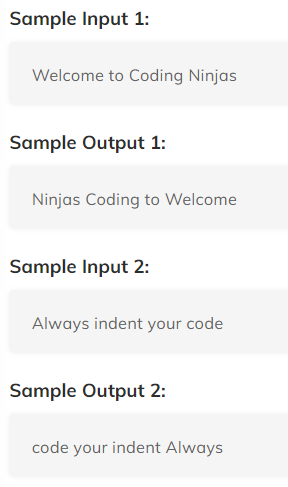 Sample Input 1:
Welcome to Coding Ninjas
Sample Output 1:
Ninjas Coding to Welcome
Sample Input 2:
Always indent your code
Sample Output 2:
code your indent Always